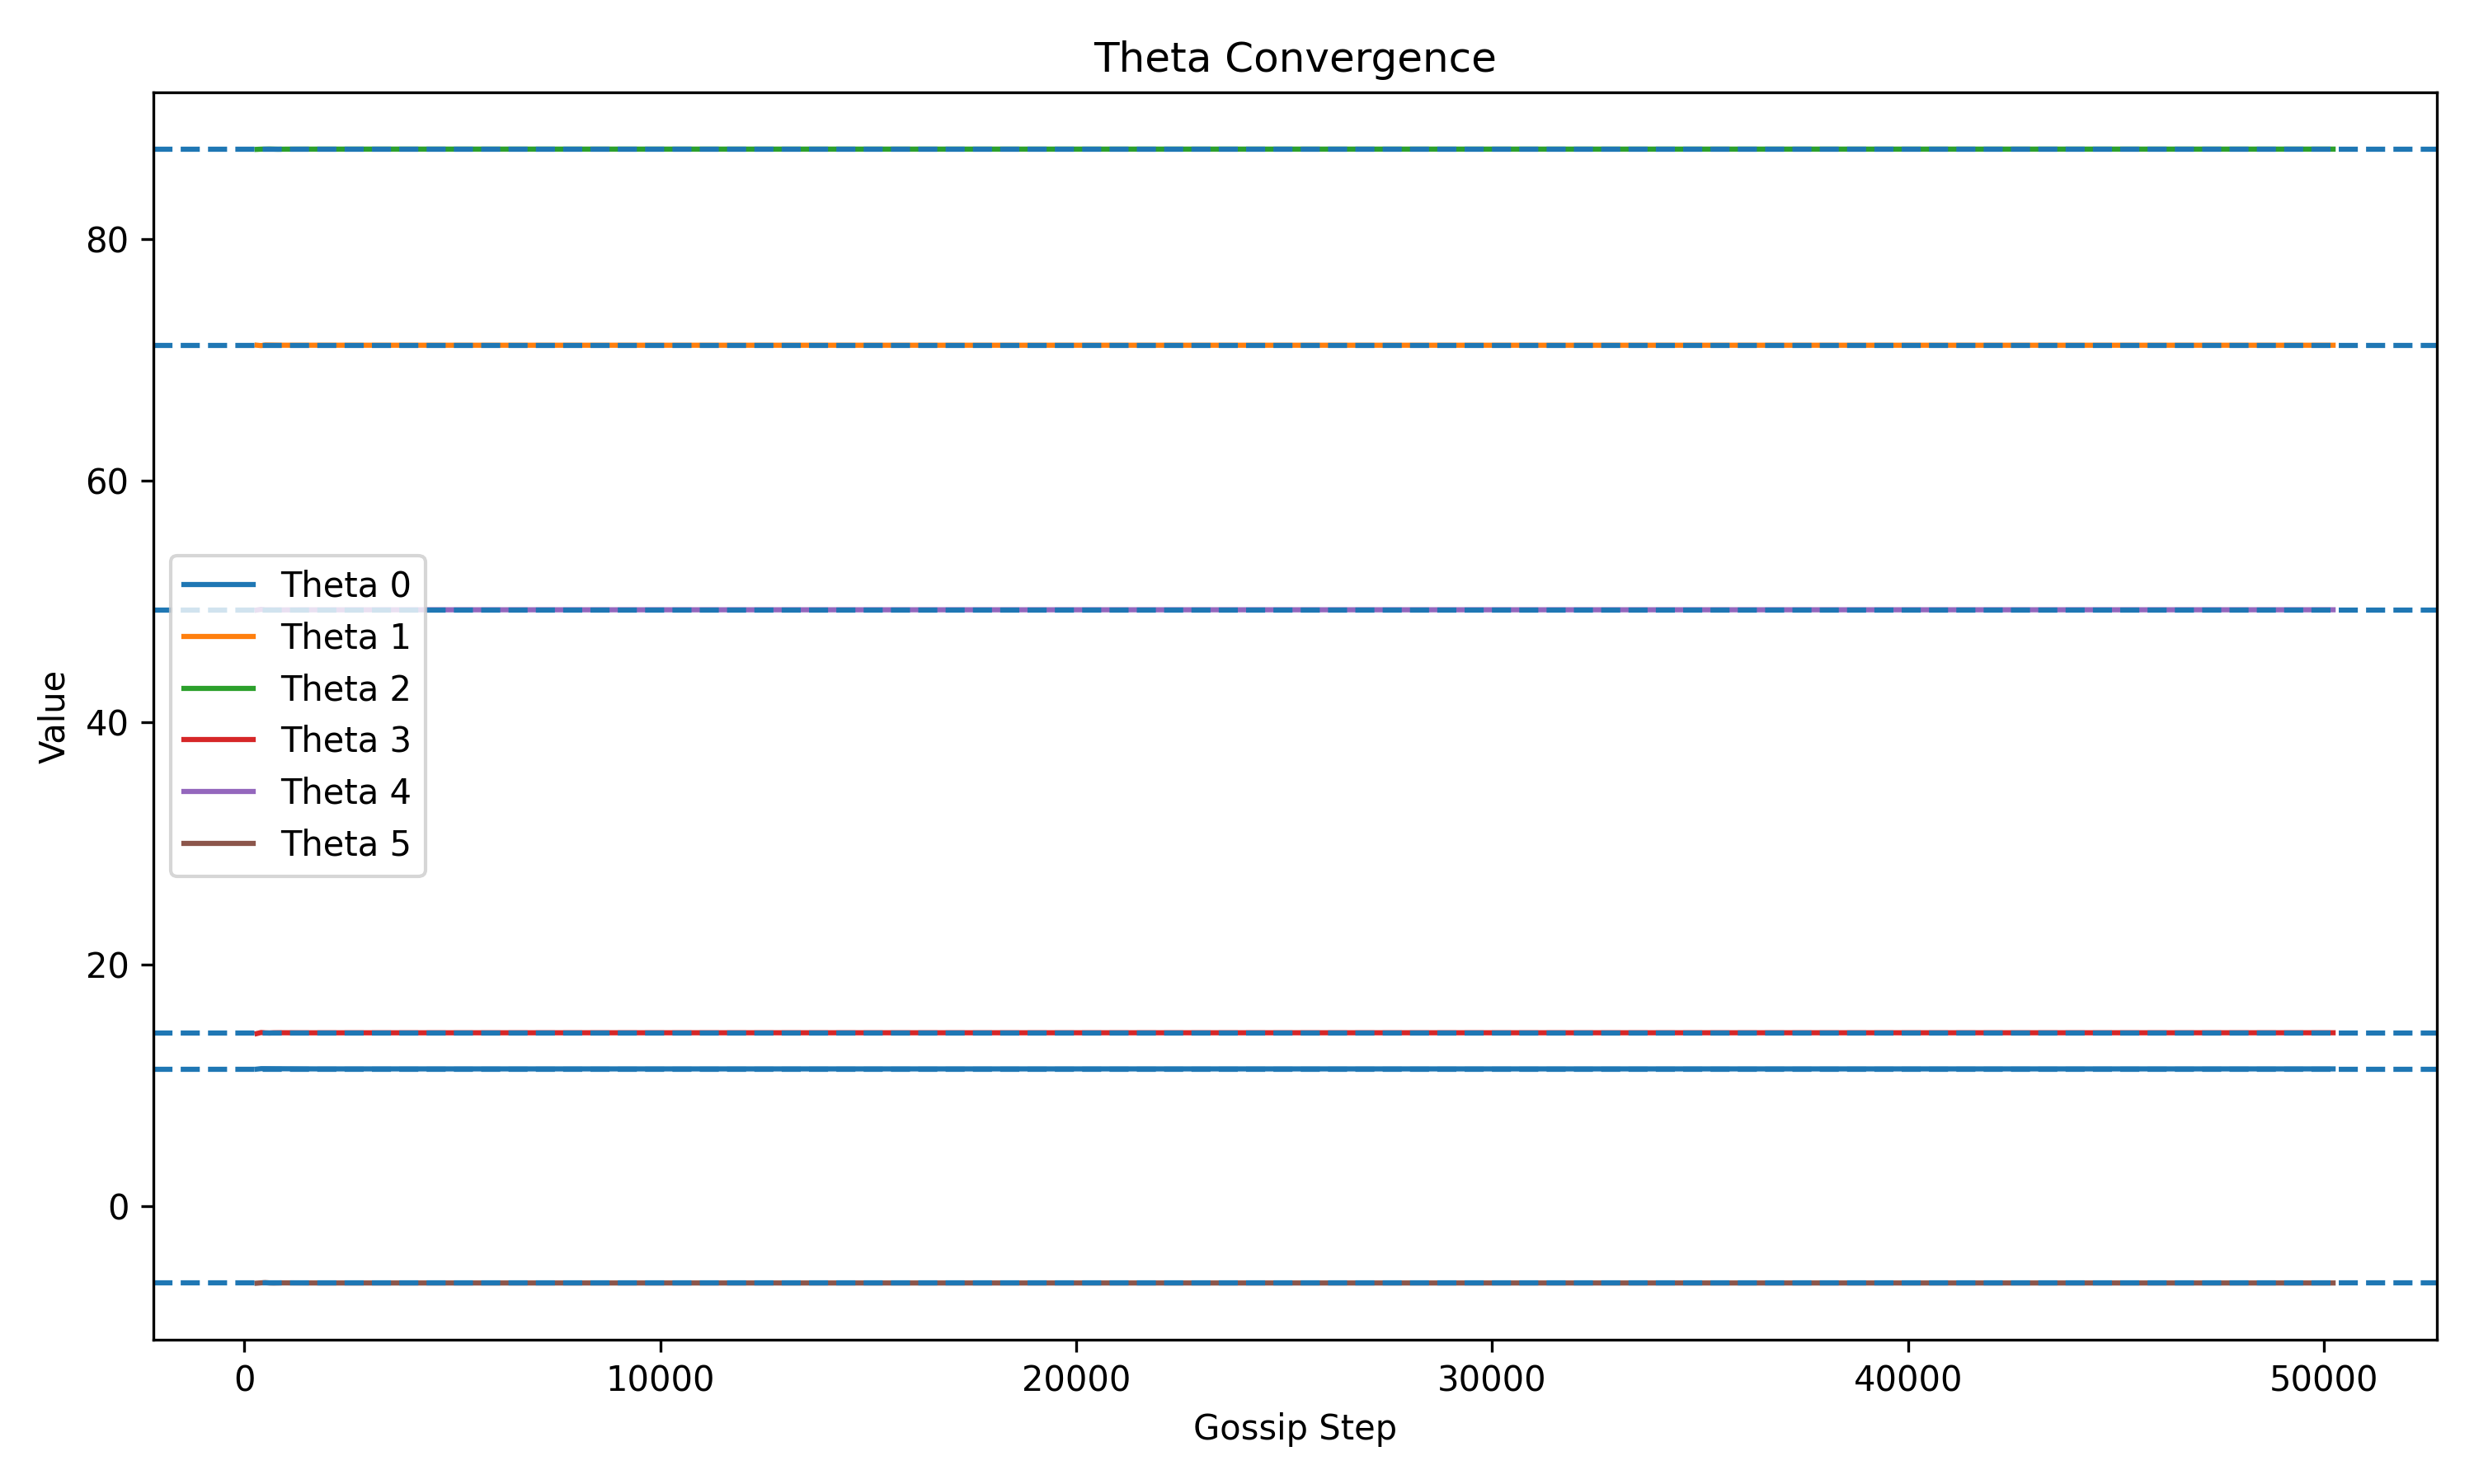 Theta Convergence
80
60
40
20
0
Value
Theta 0
Theta 1
Theta 2
Theta 3
Theta 4
Theta 5
0 10000 20000 30000 40000 50000
Gossip Step